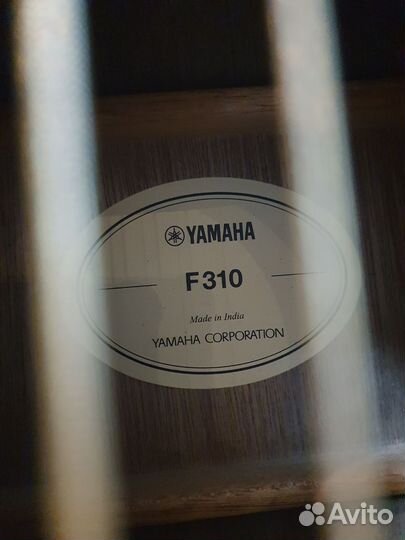 YAMAHA
F310
Made in India
YAMAHA CORPORATION
Avito